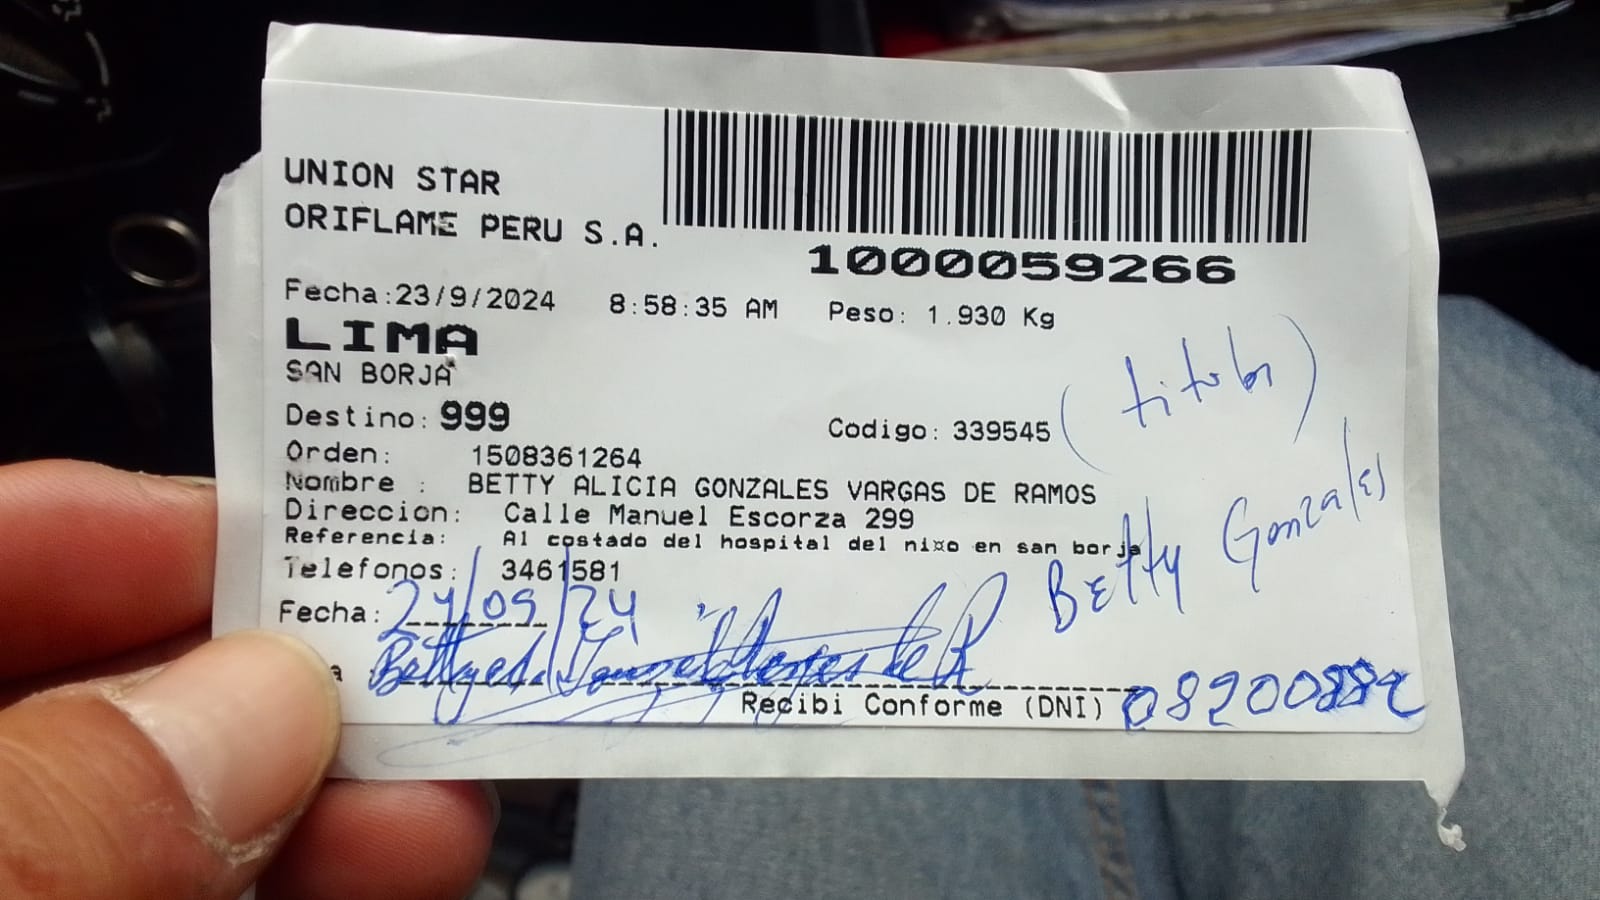 UNION STAR
ORIFLAME PERU S.A.
1000059266
Fecha:23/9/2024 8:58:35 AM Peso: 1.930 Kg
LIMA
SAN BORJA
Destino: 999
Codigo: 339545 (titular)
Orden: 1508361264
Nombre : BETTY ALICIA GONZALES VARGAS DE RAMOS
Direccion: Calle Manuel Escorza 299
Referencia: Al costado del hospital del ni¤o en san borja
Telefonos: 3461581
Betty Gonzales
Fecha: 24/09/24
Recibi Conforme (DNI) 08200882